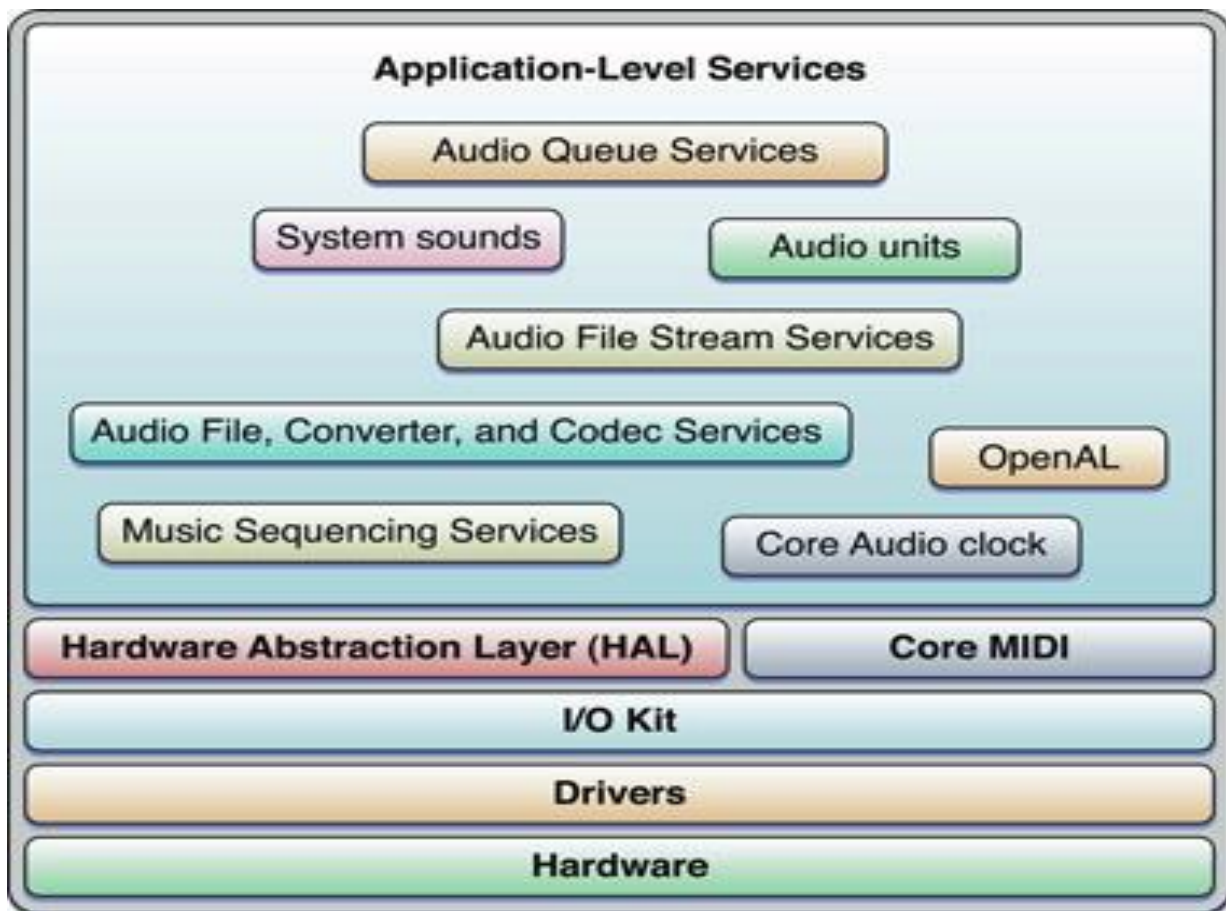 Application-Level Services
Audio Queue Services
System sounds
Audio units
Audio File Stream Services
Audio File, Converter, and Codec Services
OpenAL
Music Sequencing Services
Core Audio clock
Hardware Abstraction Layer (HAL)
Core MIDI
I/O Kit
Drivers
Hardware